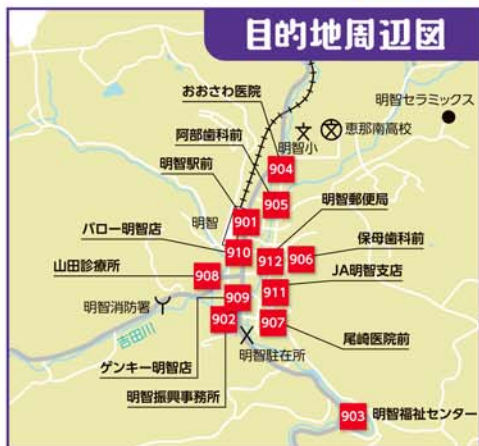 目的地周辺図
おおさわ医院
明智セラミックス
恵那南高校
明智小
阿部歯科前
904
明智駅前
905
明智郵便局
明智
901
バロー明智店
910
保母歯科前
912
906
山田診療所
908
JA明智支店
911
909
明智消防署
902
907
尾崎医院前
吉田川
明智駐在所
ゲンキー明智店
明智振興事務所
903
明智福祉センター